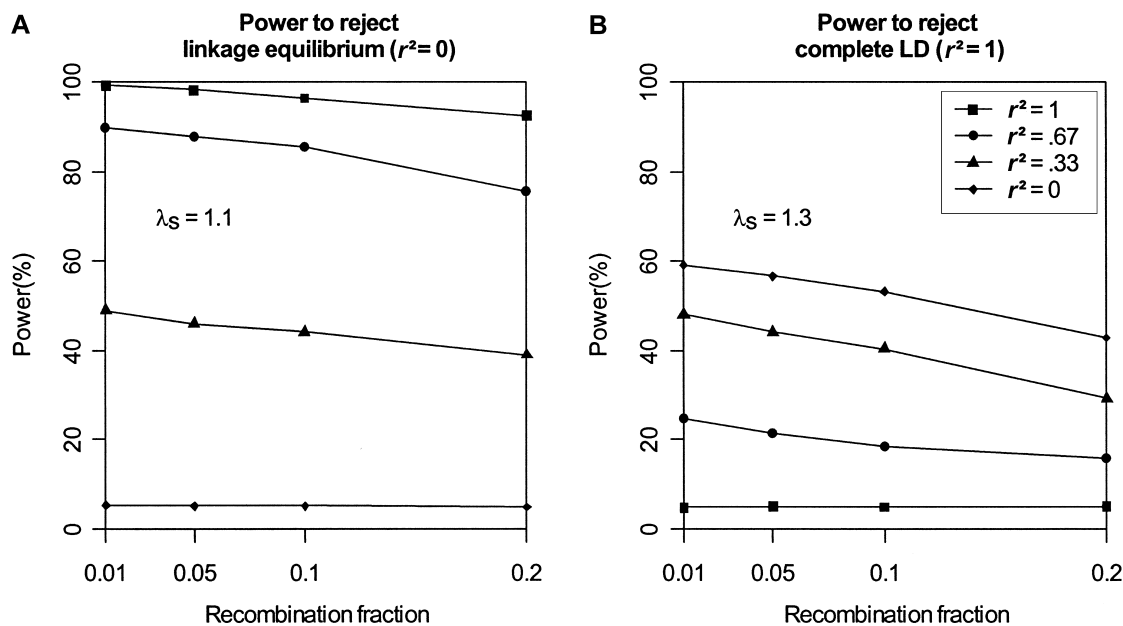 A
Power to reject
linkage equilibrium (r² = 0)
100
80
60
40
20
0
Power(%)
λS = 1.1
0.01
0.05
0.1
0.2
Recombination fraction
B
Power to reject
complete LD (r² = 1)
100
80
60
40
20
0
Power(%)
λS = 1.3
r² = 1
r² = .67
r² = .33
r² = 0
0.01
0.05
0.1
0.2
Recombination fraction